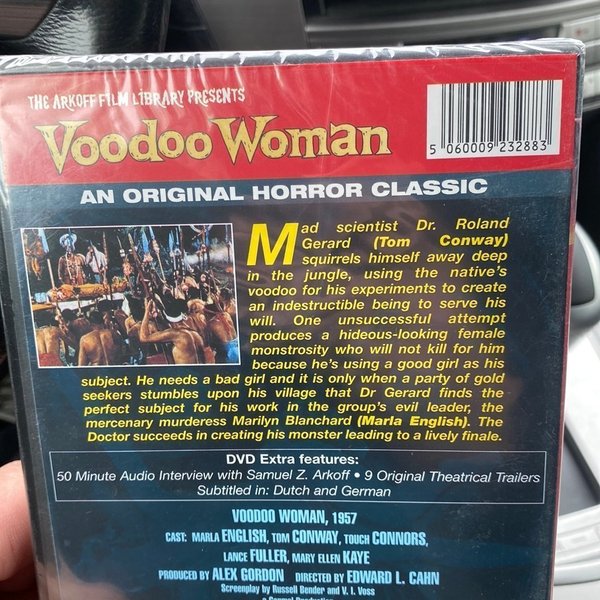 THE ARKOFF FILM LIBRARY PRESENTS
Voodoo Woman
5 060009 232883
AN ORIGINAL HORROR CLASSIC
Mad scientist Dr. Roland
Gerard (Tom Conway)
squirrels himself away deep
in the jungle, using the native's
voodoo for his experiments to create
an indestructible being to serve his
will. One unsuccessful attempt
produces a hideous-looking female
monstrosity who will not kill for him
because he's using a good girl as his
subject. He needs a bad girl and it is only when a party of gold
seekers stumbles upon his village that Dr Gerard finds the
perfect subject for his work in the group's evil leader, the
mercenary murderess Marilyn Blanchard (Marla English). The
Doctor succeeds in creating his monster leading to a lively finale.
DVD Extra features:
50 Minute Audio Interview with Samuel Z. Arkoff • 9 Original Theatrical Trailers
Subtitled in: Dutch and German
VOODOO WOMAN, 1957
CAST: MARLA ENGLISH, TOM CONWAY, TOUCH CONNORS,
LANCE FULLER, MARY ELLEN KAYE
PRODUCED BY ALEX GORDON DIRECTED BY EDWARD L. CAHN
Screenplay by Russell Bender and V. I. Voss
a Carmel Production